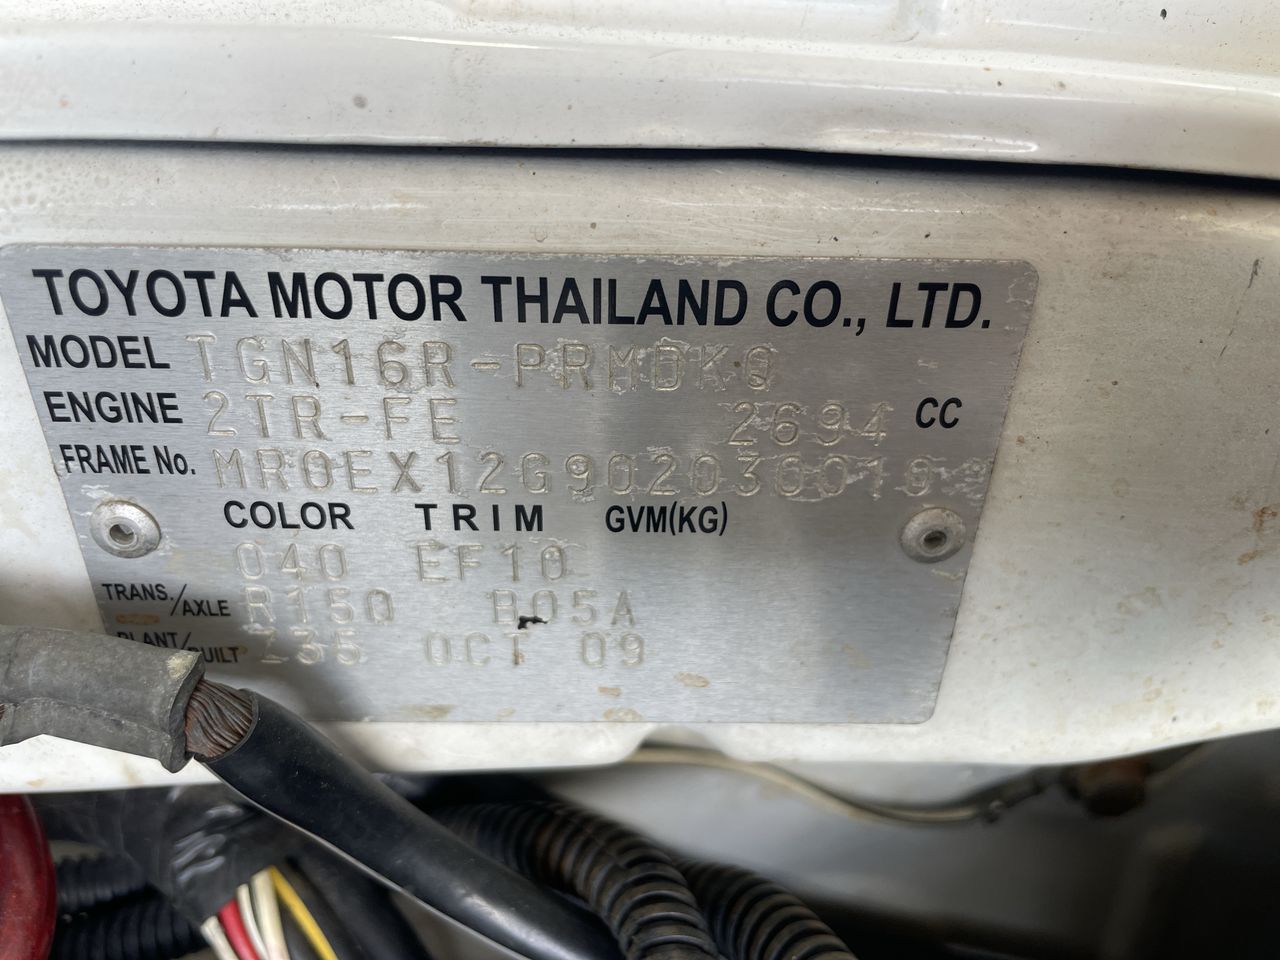 TOYOTA MOTOR THAILAND CO., LTD.
MODEL TGN16R-PRMDKQ
ENGINE 2TR-FE 2694 CC
FRAME No.
COLOR TRIM GVM(KG)
040 EF10
TRANS./AXLE R150 B05A
PLANT/BUILT Z35 OCT 09